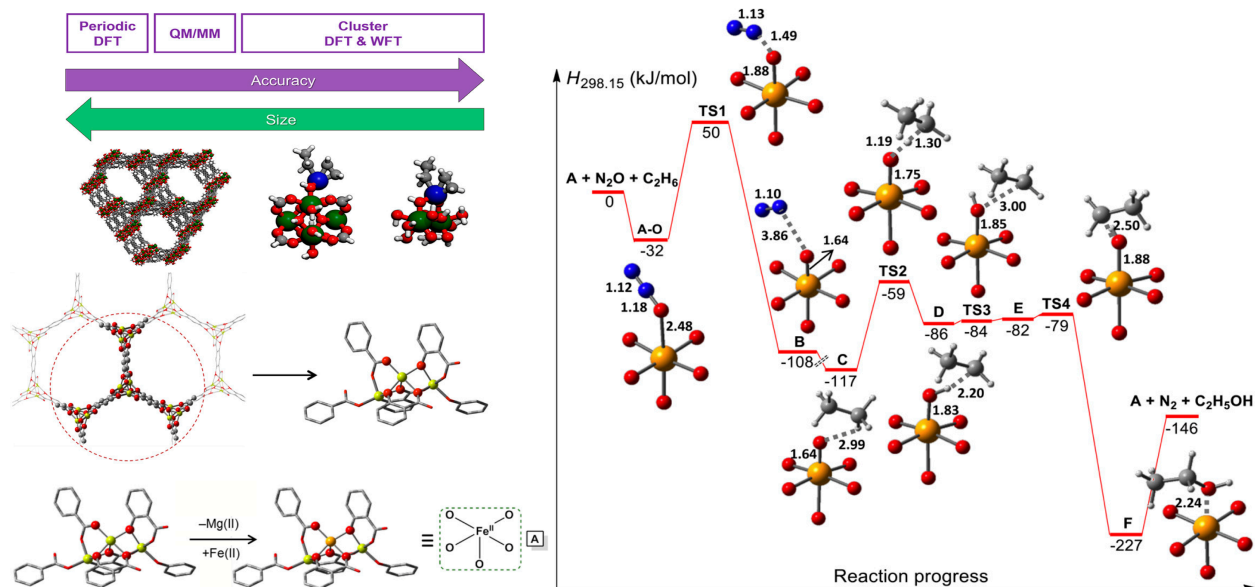 Periodic
DFT
QM/MM
Cluster
DFT & WFT
Accuracy
Size
–Mg(II)
+Fe(II)
≡
O
O
Fe^II
O
O
O
A
H298.15 (kJ/mol)
A + N2O + C2H6
0
A-O
-32
1.12
1.18
2.48
TS1
50
1.13
1.49
1.88
1.10
3.86
1.64
B
-108
C
-117
1.64
2.99
TS2
-59
1.19
1.30
1.75
D
-86
1.83
2.20
TS3
-84
3.00
1.85
E
-82
TS4
-79
2.50
1.88
F
-227
2.24
A + N2 + C2H5OH
-146
Reaction progress